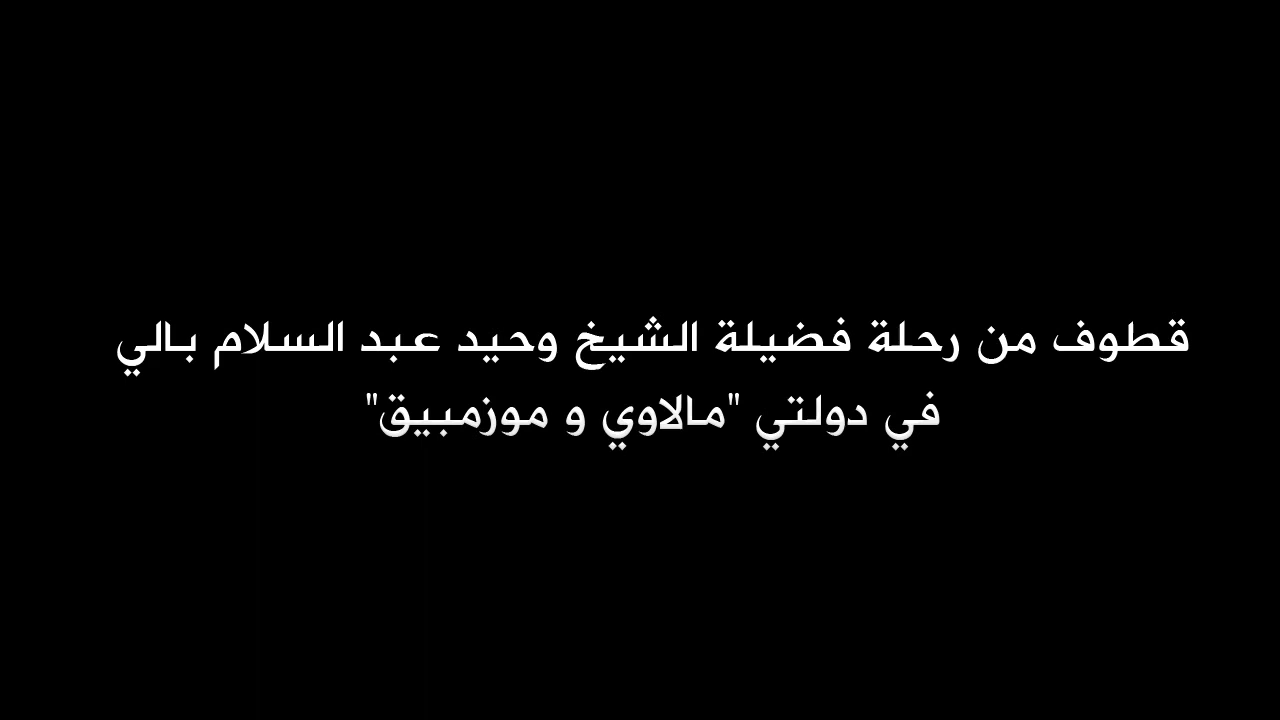 قطوف من رحلة فضيلة الشيخ وحيد عبد السلام بالي
في دولتي "مالاوي و موزمبيق"